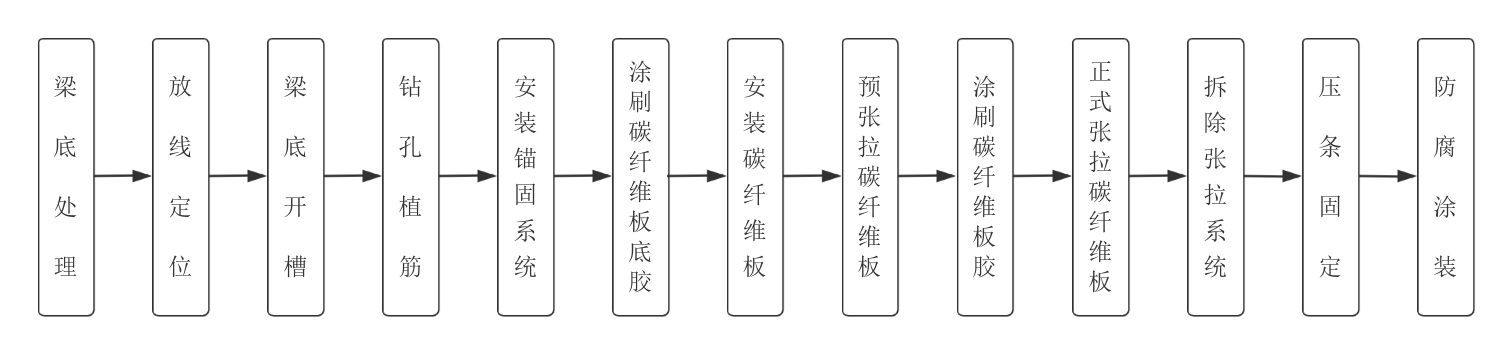 梁底处理
放线定位
梁底开槽
钻孔植筋
安装锚固系统
涂刷碳纤维板底胶
安装碳纤维板
预张拉碳纤维板
涂刷碳纤维板胶
正式张拉碳纤维板
拆除张拉系统
压条固定
防腐涂装